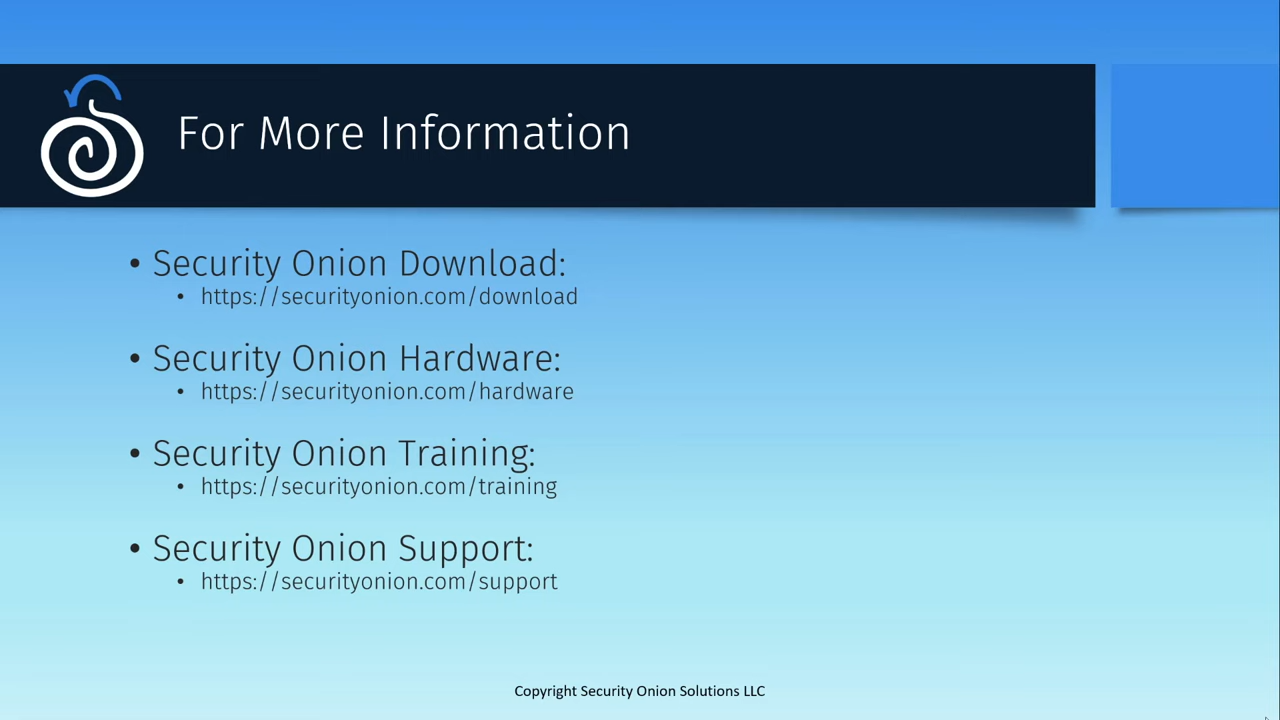 For More Information
• Security Onion Download:
• https://securityonion.com/download
• Security Onion Hardware:
• https://securityonion.com/hardware
• Security Onion Training:
• https://securityonion.com/training
• Security Onion Support:
• https://securityonion.com/support
Copyright Security Onion Solutions LLC